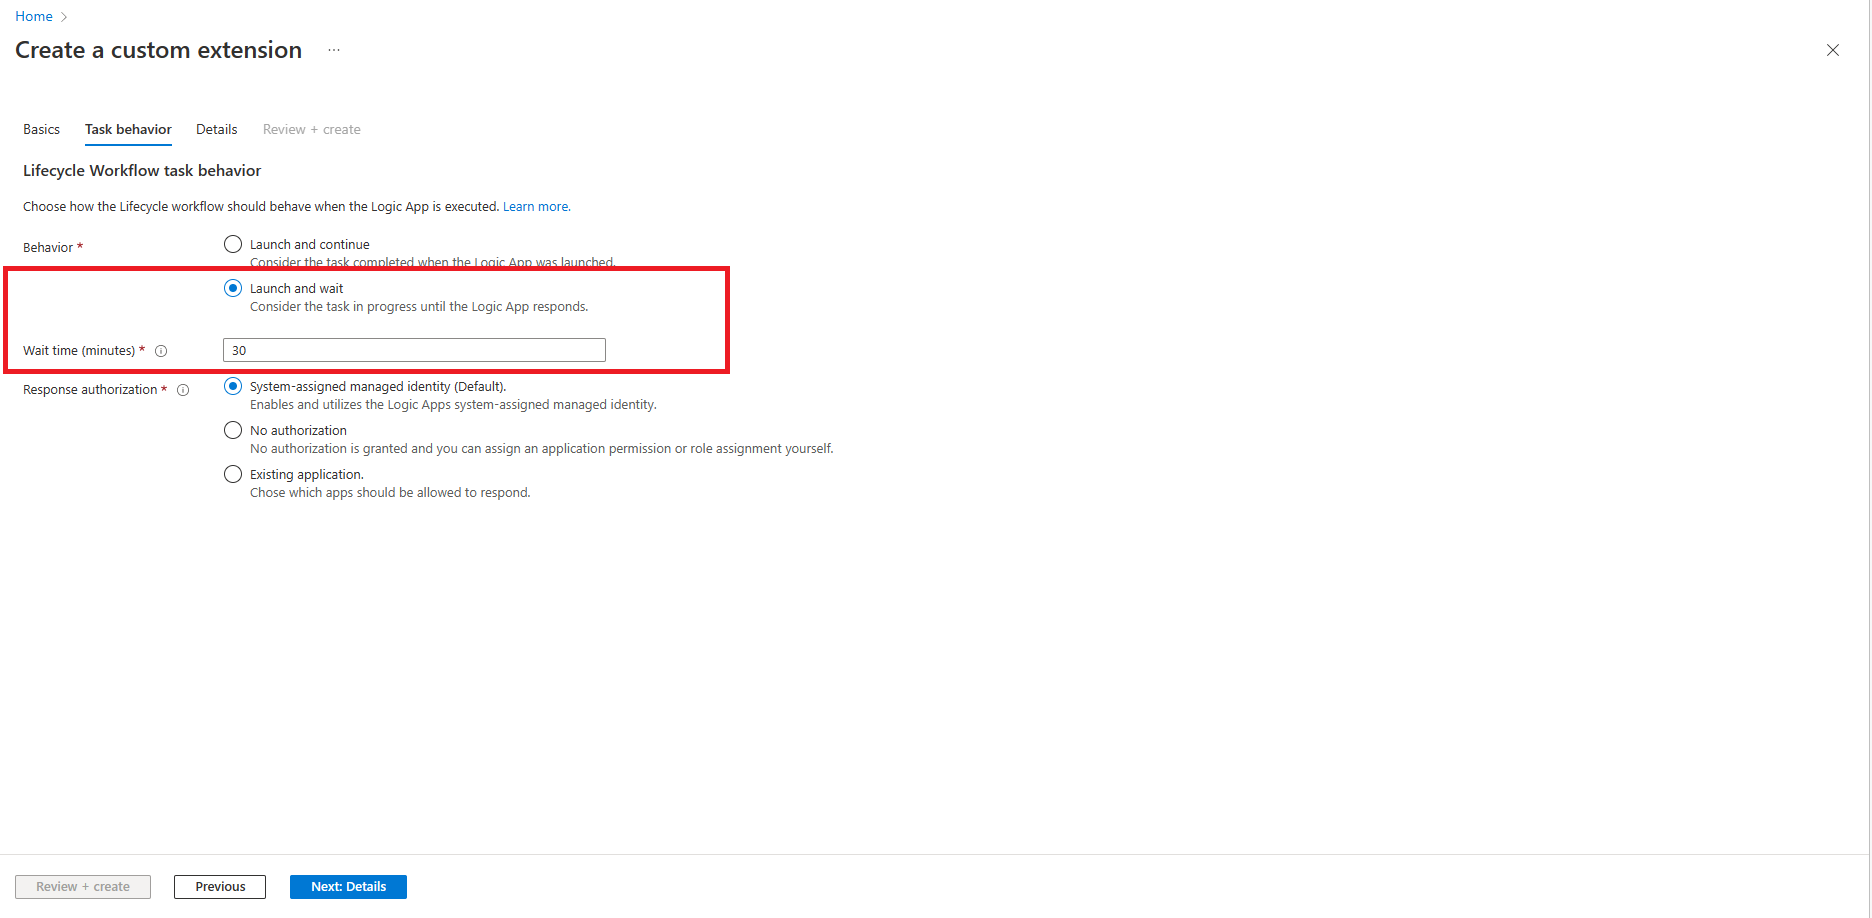 Home
Create a custom extension ...
Basics Task behavior Details Review + create
Lifecycle Workflow task behavior
Choose how the Lifecycle workflow should behave when the Logic App is executed. Learn more.
Behavior *
Launch and continue
Consider the task completed when the Logic App was launched.
Launch and wait
Consider the task in progress until the Logic App responds.
Wait time (minutes) * 30
Response authorization *
System-assigned managed identity (Default).
Enables and utilizes the Logic Apps system-assigned managed identity.
No authorization
No authorization is granted and you can assign an application permission or role assignment yourself.
Existing application.
Chose which apps should be allowed to respond.
Review + create Previous Next: Details